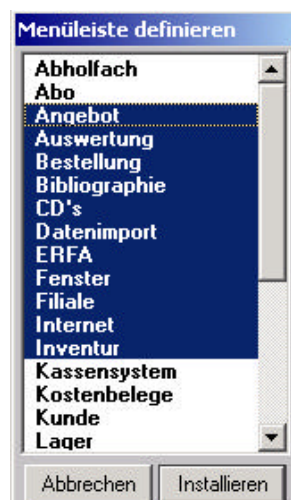 Menüleiste definieren
Abholfach
Abo
Angebot
Auswertung
Bestellung
Bibliographie
CD's
Datenimport
ERFA
Fenster
Filiale
Internet
Inventur
Kassensystem
Kostenbelege
Kunde
Lager
Abbrechen Installieren